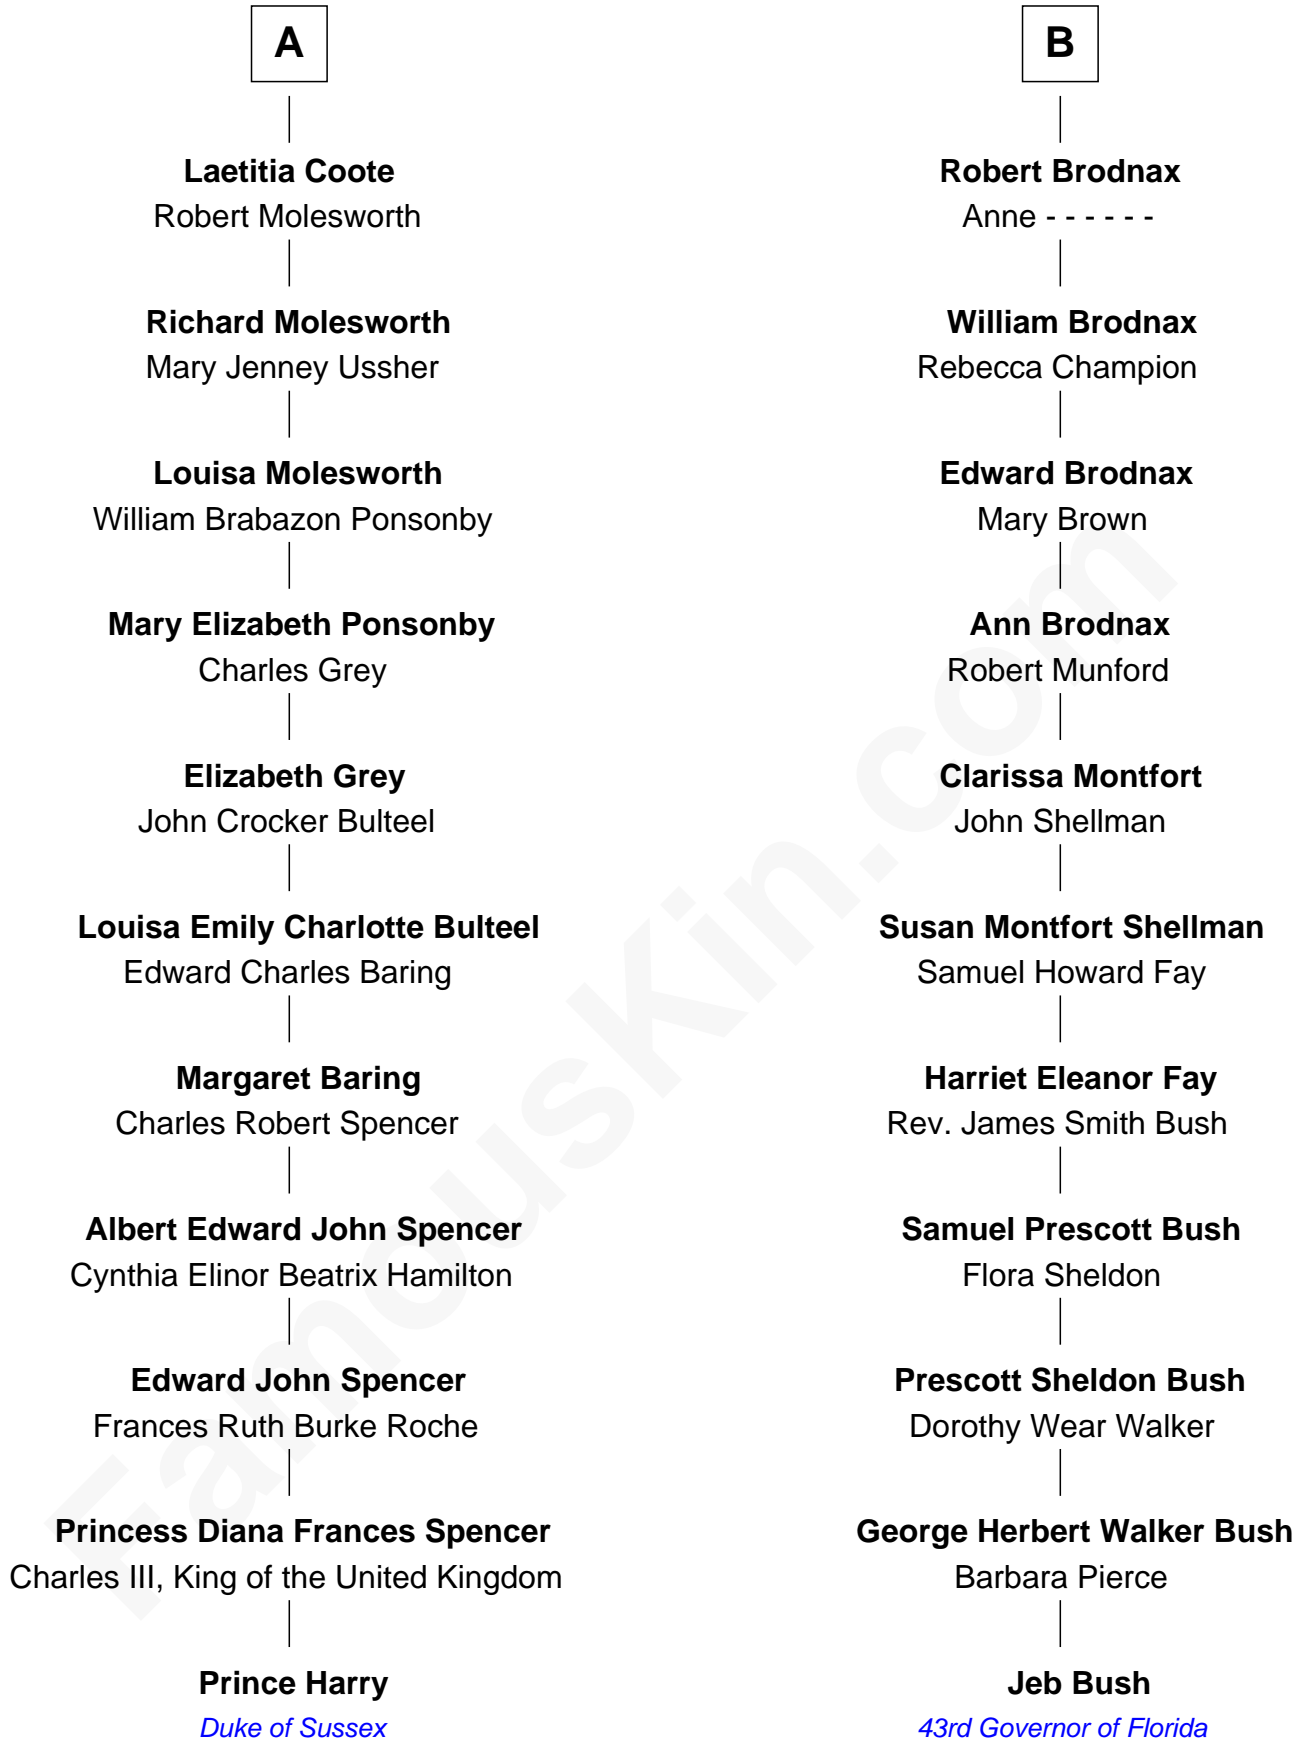 A
Laetitia Coote
Robert Molesworth
Richard Molesworth
Mary Jenney Ussher
Louisa Molesworth
William Brabazon Ponsonby
Mary Elizabeth Ponsonby
Charles Grey
Elizabeth Grey
John Crocker Bulteel
Louisa Emily Charlotte Bulteel
Edward Charles Baring
Margaret Baring
Charles Robert Spencer
Albert Edward John Spencer
Cynthia Elinor Beatrix Hamilton
Edward John Spencer
Frances Ruth Burke Roche
Princess Diana Frances Spencer
Charles III, King of the United Kingdom
Prince Harry
Duke of Sussex
B
Robert Brodnax
Anne - - - - - -
William Brodnax
Rebecca Champion
Edward Brodnax
Mary Brown
Ann Brodnax
Robert Munford
Clarissa Montfort
John Shellman
Susan Montfort Shellman
Samuel Howard Fay
Harriet Eleanor Fay
Rev. James Smith Bush
Samuel Prescott Bush
Flora Sheldon
Prescott Sheldon Bush
Dorothy Wear Walker
George Herbert Walker Bush
Barbara Pierce
Jeb Bush
43rd Governor of Florida
FamousKin.com